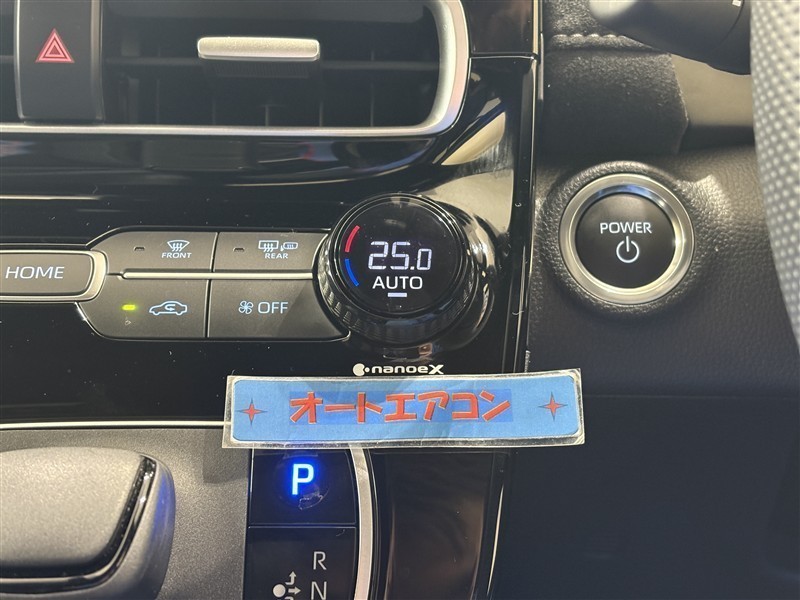 POWER
HOME
FRONT
REAR
25.0
AUTO
OFF
nanoeX
オートエアコン
P
R
N